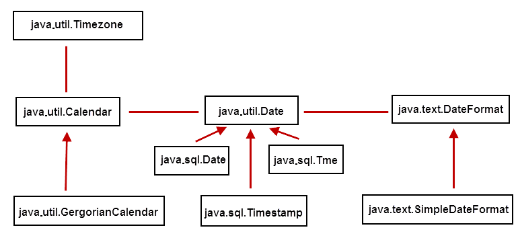 java.util.Timezone
java.util.Calendar
java.util.Date
java.text.DateFormat
java.sql.Date
java.sql.Tme
java.util.GergorianCalendar
java.sql.Timestamp
java.text.SimpleDateFormat